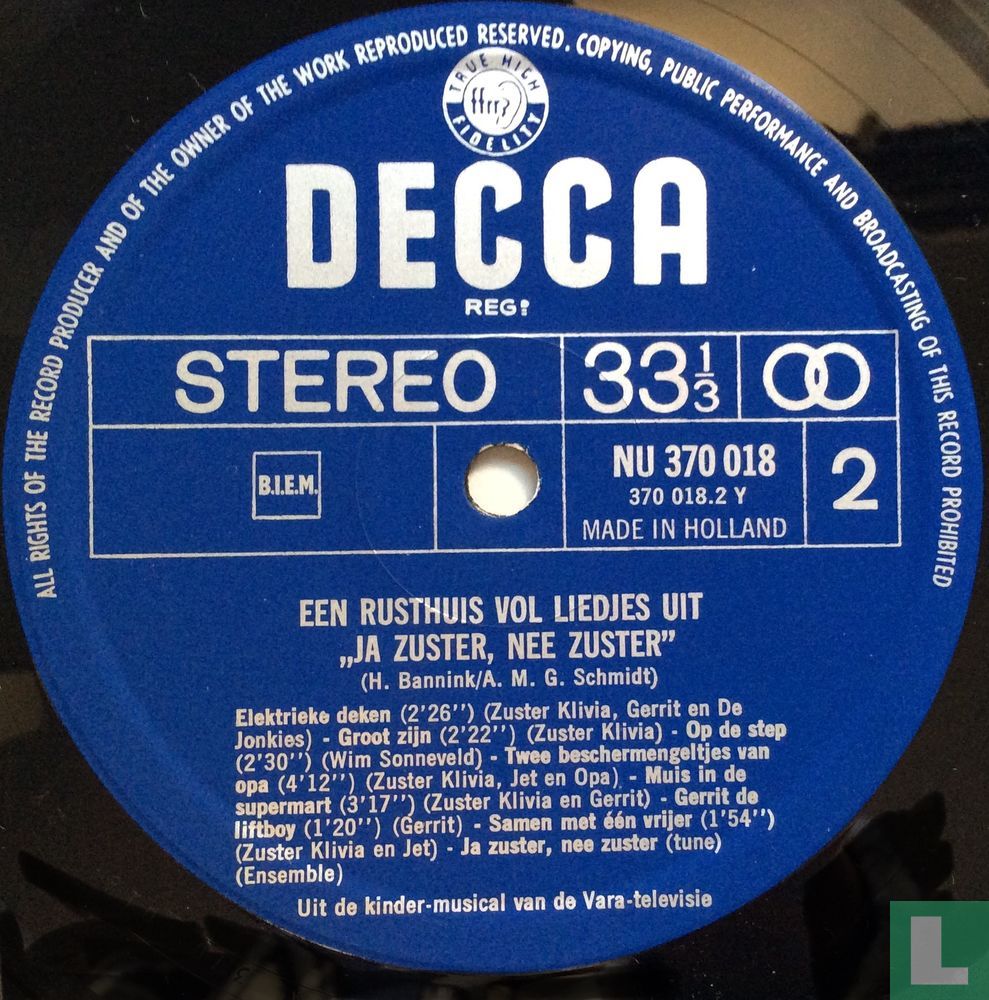 ALL RIGHTS OF THE RECORD PRODUCER AND OF THE OWNER OF THE WORK REPRODUCED RESERVED. COPYING, PUBLIC PERFORMANCE AND BROADCASTING OF THIS RECORD PROHIBITED
TRUE HIGH
ffrr
FIDELITY
DECCA
REG:
STEREO 33 1/3
B.I.E.M. NU 370 018 2
370 018.2 Y
MADE IN HOLLAND
EEN RUSTHUIS VOL LIEDJES UIT
„JA ZUSTER, NEE ZUSTER”
(H. Bannink/A. M. G. Schmidt)
Elektrieke deken (2'26'') (Zuster Klivia, Gerrit en De
Jonkies) - Groot zijn (2'22'') (Zuster Klivia) - Op de step
(2'30'') (Wim Sonneveld) - Twee beschermengeltjes van
opa (4'12'') (Zuster Klivia, Jet en Opa) - Muis in de
supermart (3'17'') (Zuster Klivia en Gerrit) - Gerrit de
liftboy (1'20'') (Gerrit) - Samen met één vrijer (1'54'')
(Zuster Klivia en Jet) - Ja zuster, nee zuster (tune)
(Ensemble)
Uit de kinder-musical van de Vara-televisie
L